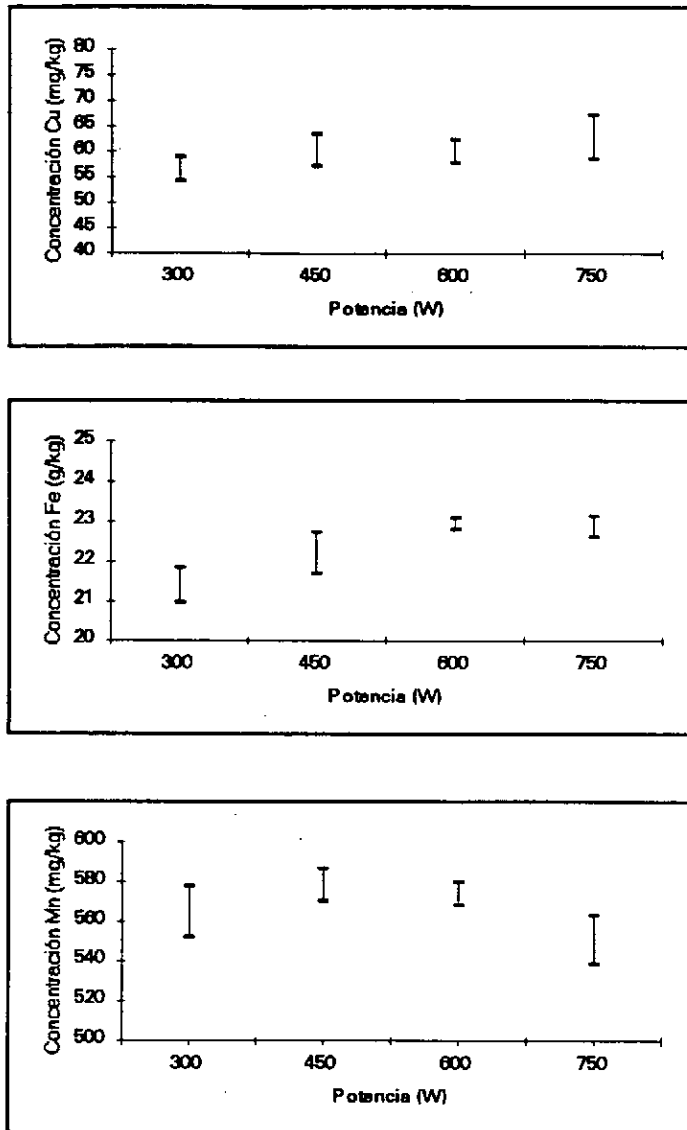 Concentración Cu (mg/kg)
80
75
70
65
60
55
50
45
40
300 450 600 750
Potencia (W)
Concentración Fe (g/kg)
25
24
23
22
21
20
300 450 600 750
Potencia (W)
Concentración Mn (mg/kg)
600
580
560
540
520
500
300 450 600 750
Potencia (W)